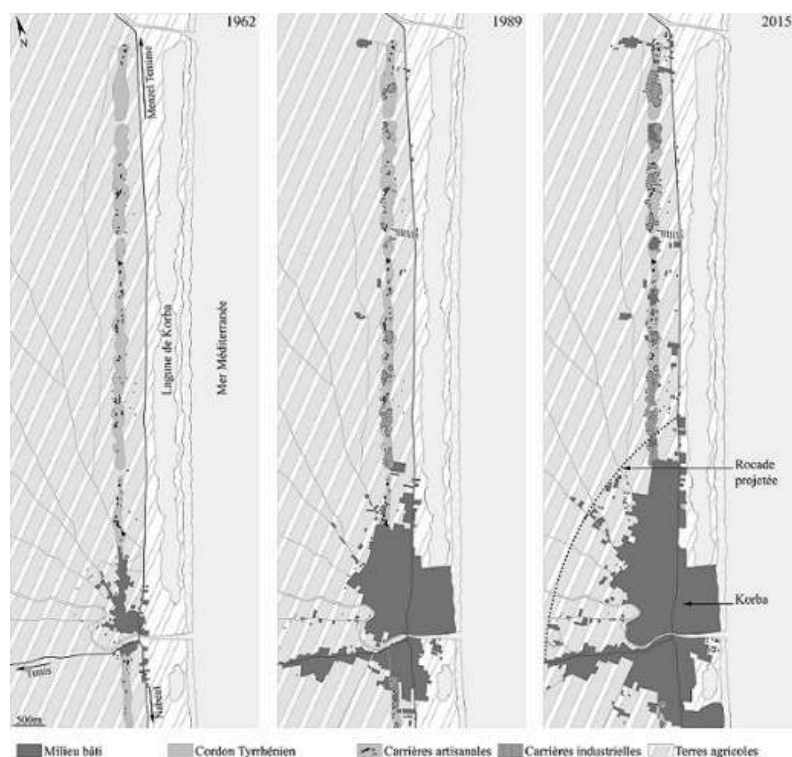 1962
1989
2015
N
Menzel Temime
Lagune de Korba
Mer Méditerranée
Rocade
projetée
Korba
Tunis
Nabeul
500m
Milieu bâti
Cordon Tyrrhénien
Carrières artisanales
Carrières industrielles
Terres agricoles